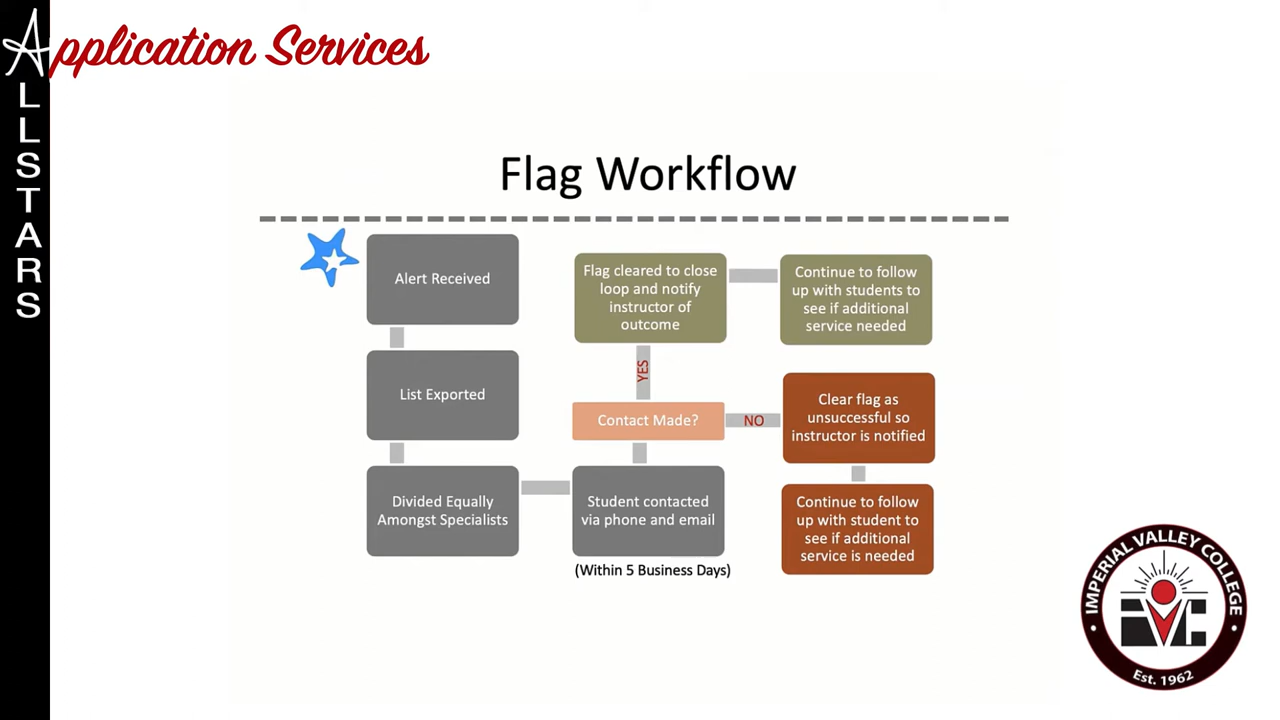 Application Services
ALLSTARS
Flag Workflow
Alert Received
List Exported
Divided Equally
Amongst Specialists
Student contacted
via phone and email
(Within 5 Business Days)
Contact Made?
YES
Flag cleared to close
loop and notify
instructor of
outcome
Continue to follow
up with students to
see if additional
service needed
NO
Clear flag as
unsuccessful so
instructor is notified
Continue to follow
up with student to
see if additional
service is needed
IMPERIAL VALLEY COLLEGE
IVC
Est. 1962